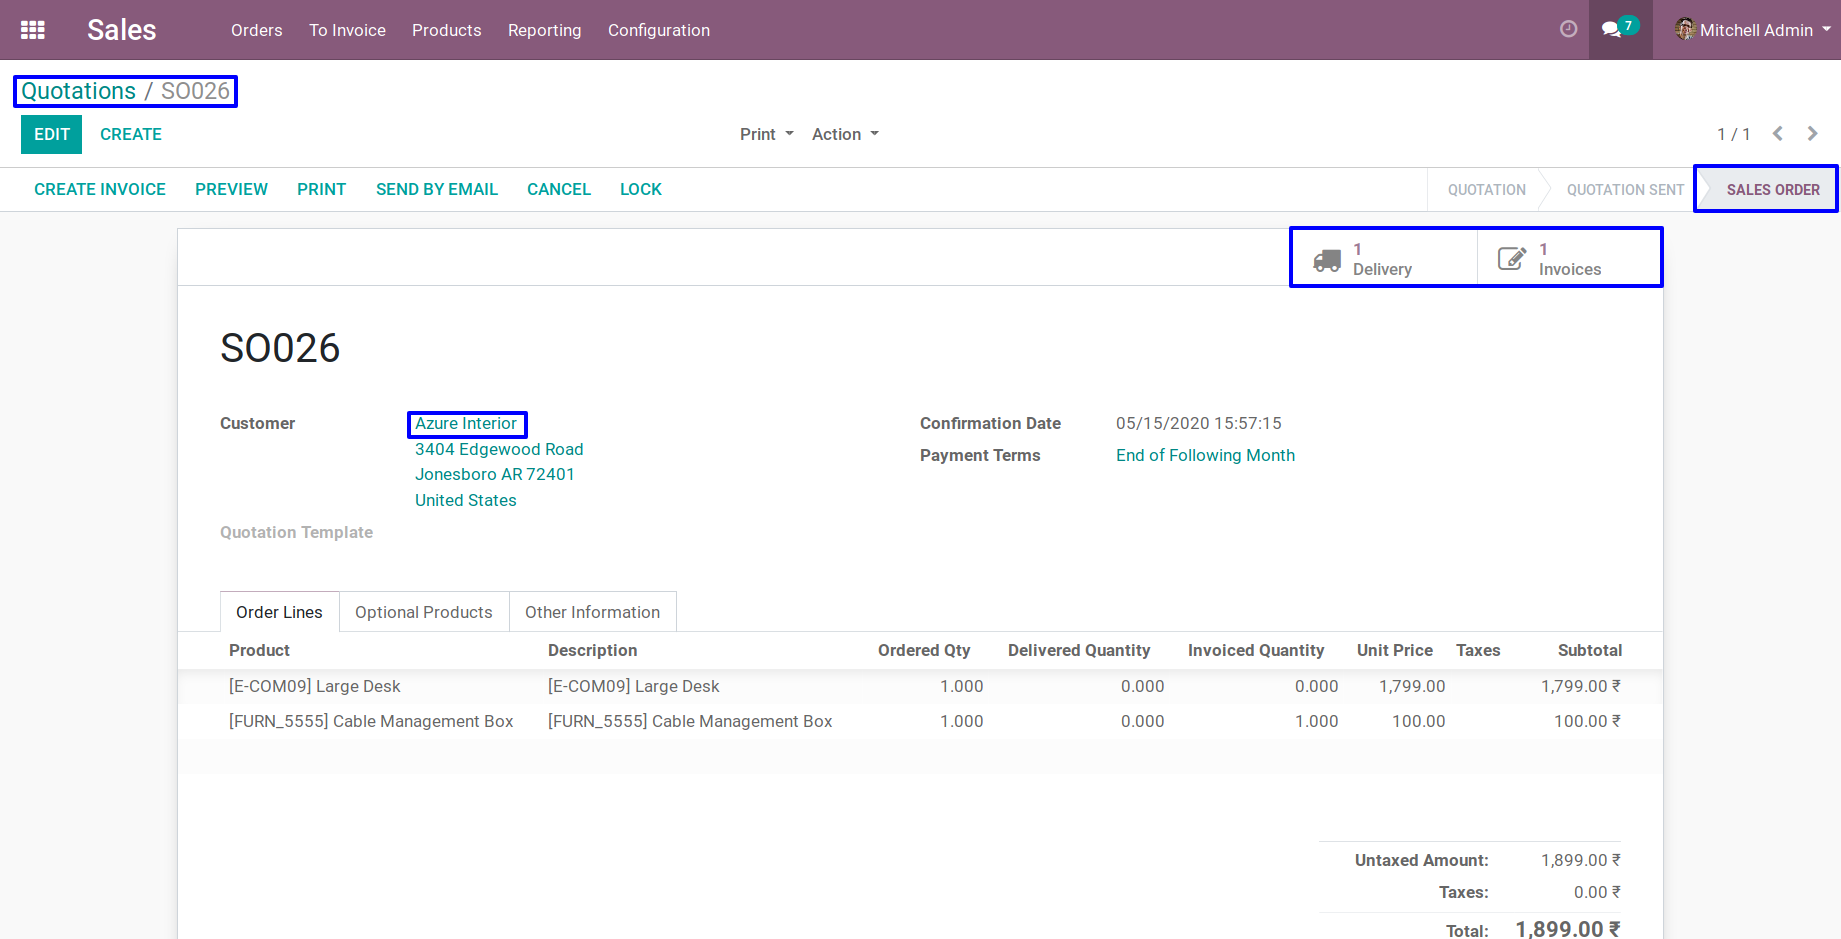 Sales Orders To Invoice Products Reporting Configuration 7 Mitchell Admin
Quotations / SO026
EDIT CREATE Print Action 1 / 1
CREATE INVOICE PREVIEW PRINT SEND BY EMAIL CANCEL LOCK QUOTATION QUOTATION SENT SALES ORDER
1 Delivery 1 Invoices
SO026
Customer Azure Interior Confirmation Date 05/15/2020 15:57:15
3404 Edgewood Road Payment Terms End of Following Month
Jonesboro AR 72401
United States
Quotation Template
Order Lines Optional Products Other Information
Product Description Ordered Qty Delivered Quantity Invoiced Quantity Unit Price Taxes Subtotal
[E-COM09] Large Desk [E-COM09] Large Desk 1.000 0.000 0.000 1,799.00 1,799.00 ₹
[FURN_5555] Cable Management Box [FURN_5555] Cable Management Box 1.000 0.000 1.000 100.00 100.00 ₹
Untaxed Amount: 1,899.00 ₹
Taxes: 0.00 ₹
Total: 1,899.00 ₹